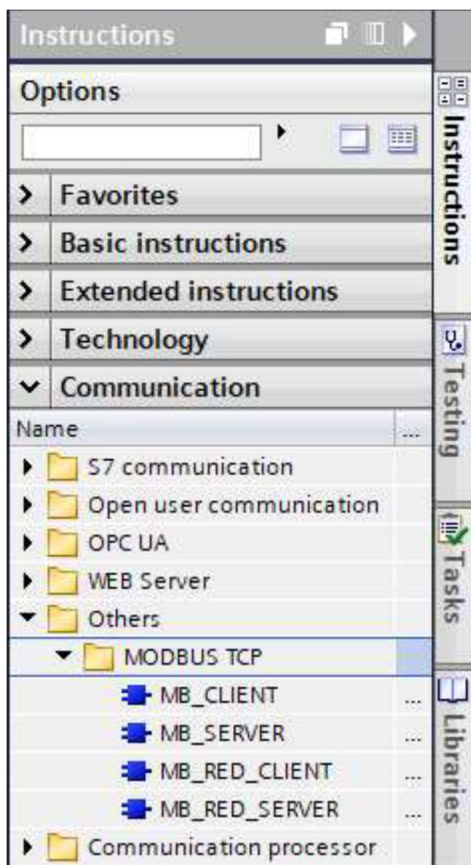 Instructions
Options
Favorites
Basic instructions
Extended instructions
Technology
Communication
Name ...
S7 communication
Open user communication
OPC UA
WEB Server
Others
MODBUS TCP
MB_CLIENT ...
MB_SERVER ...
MB_RED_CLIENT ...
MB_RED_SERVER ...
Communication processor
Instructions
Testing
Tasks
Libraries